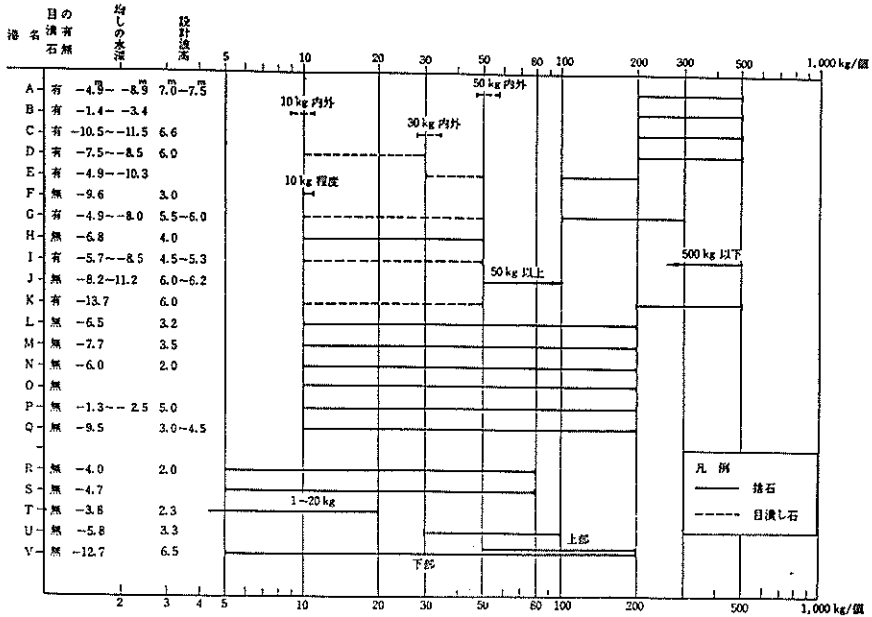 港名 目潰石の有無 均しの水深 設計波高
5 10 20 30 50 80 100 200 300 500 1,000 kg/個
A 有 -4.9~-8.9 7.0~7.5 50 kg 内外
m m m m
B 有 -1.4~-3.4 10 kg 内外
C 有 -10.5~-11.5 6.6 30 kg 内外
D 有 -7.5~-8.5 6.0
E 有 -4.9~-10.3
F 無 -9.6 3.0 10 kg 程度
G 有 -4.9~-8.0 5.5~6.0
H 無 -6.8 4.0
I 有 -5.7~-8.5 4.5~5.3 500 kg 以下
J 無 -8.2~11.2 6.0~6.2 50 kg 以上
K 有 -13.7 6.0
L 無 -6.5 3.2
M 無 -7.7 3.5
N 無 -6.0 2.0
O 無
P 無 -1.3~-2.5 5.0
Q 無 -9.5 3.0~4.5
R 無 -4.0 2.0
S 無 -4.7
T 無 -3.8 2.3 1~20 kg
U 無 -5.8 3.3
V 無 -12.7 6.5 上部
下部
凡例
捨石
目潰し石
2 3 4 5 10 20 30 50 80 100 200 500 1,000 kg/個